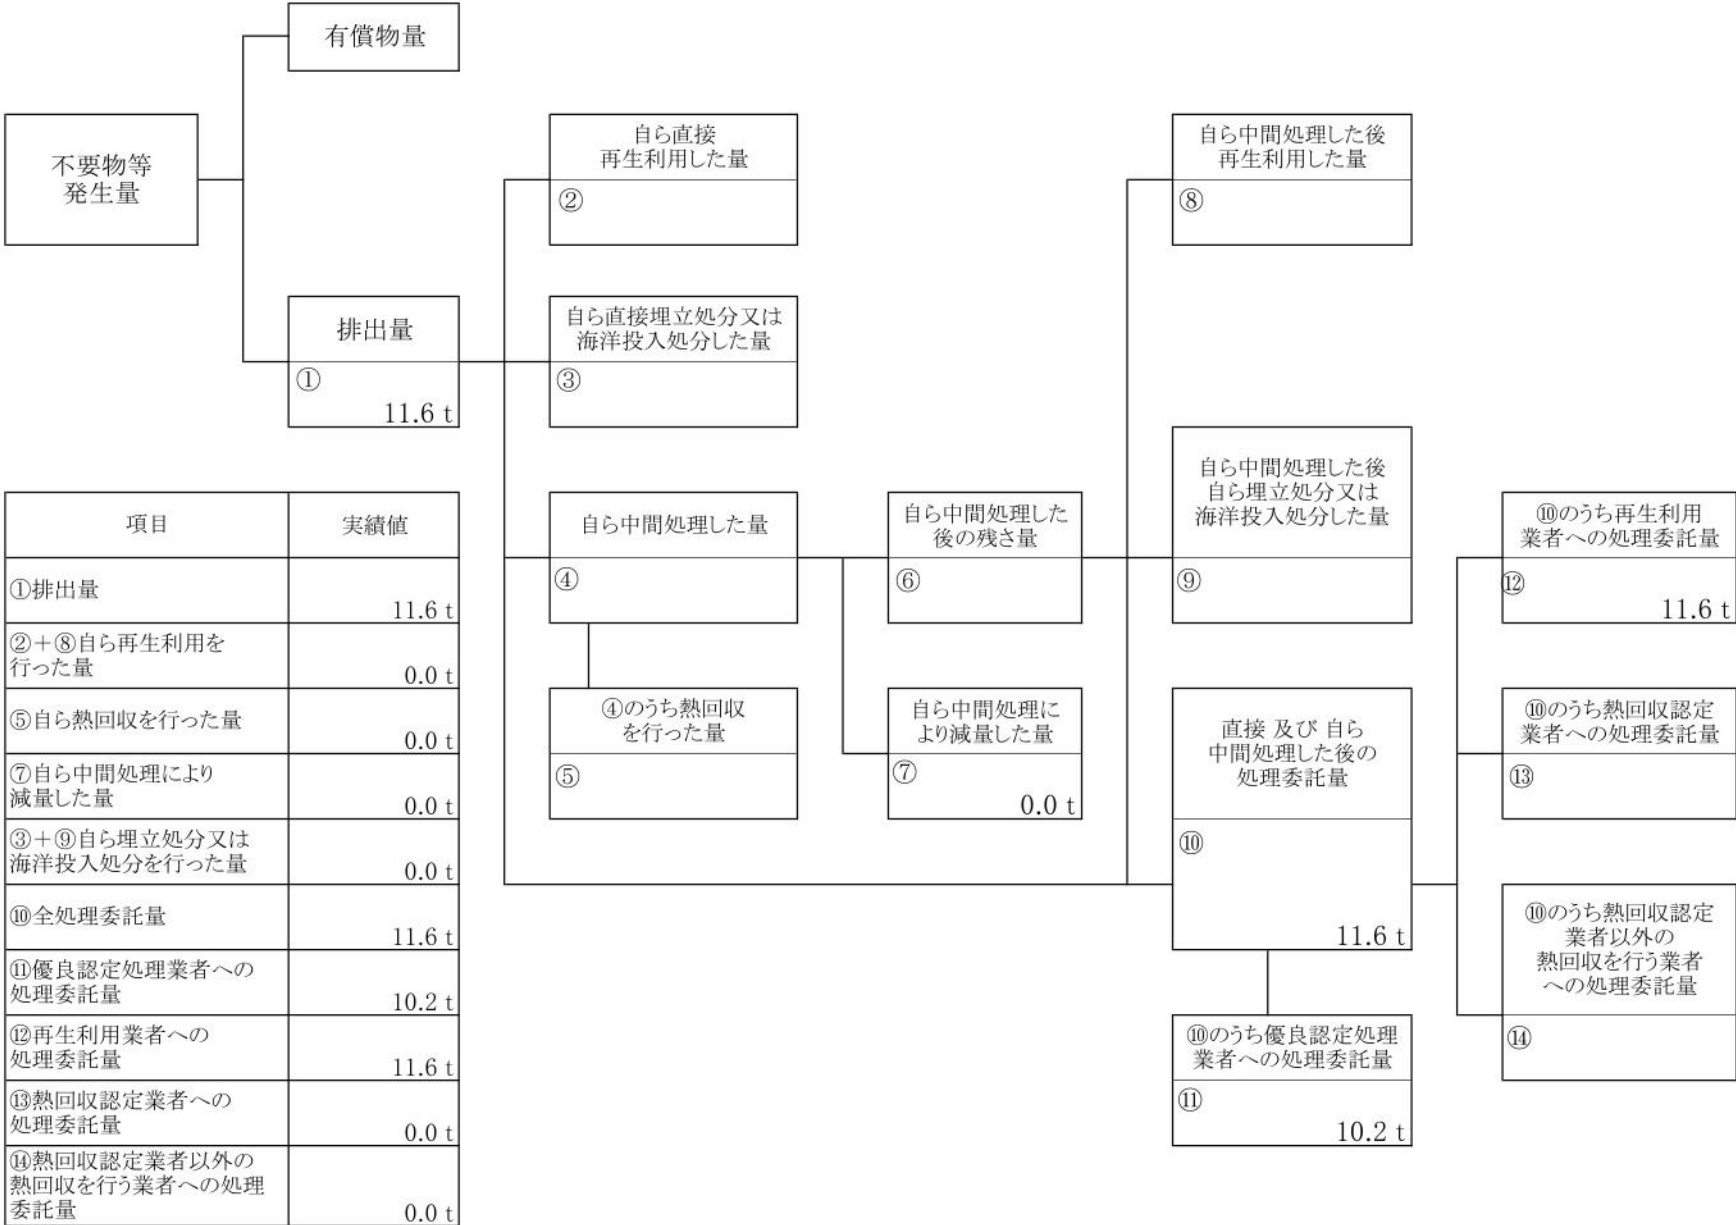 有償物量
不要物等
発生量
自ら直接
再生利用した量
②
自ら中間処理した後
再生利用した量
⑧
排出量
①
11.6 t
自ら直接埋立処分又は
海洋投入処分した量
③
自ら中間処理した量
④
自ら中間処理した
後の残さ量
⑥
自ら中間処理した後
自ら埋立処分又は
海洋投入処分した量
⑨
⑩のうち再生利用
業者への処理委託量
⑫
11.6 t
④のうち熱回収
を行った量
⑤
自ら中間処理に
より減量した量
⑦
0.0 t
直接 及び 自ら
中間処理した後の
処理委託量
⑩
11.6 t
⑩のうち熱回収認定
業者への処理委託量
⑬
⑩のうち熱回収認定
業者以外の
熱回収を行う業者
への処理委託量
⑭
⑩のうち優良認定処理
業者への処理委託量
⑪
10.2 t
項目 実績値
①排出量
11.6 t
②＋⑧自ら再生利用を
行った量
0.0 t
⑤自ら熱回収を行った量
0.0 t
⑦自ら中間処理により
減量した量
0.0 t
③＋⑨自ら埋立処分又は
海洋投入処分を行った量
0.0 t
⑩全処理委託量
11.6 t
⑪優良認定処理業者への
処理委託量
10.2 t
⑫再生利用業者への
処理委託量
11.6 t
⑬熱回収認定業者への
処理委託量
0.0 t
⑭熱回収認定業者以外の
熱回収を行う業者への処理
委託量
0.0 t